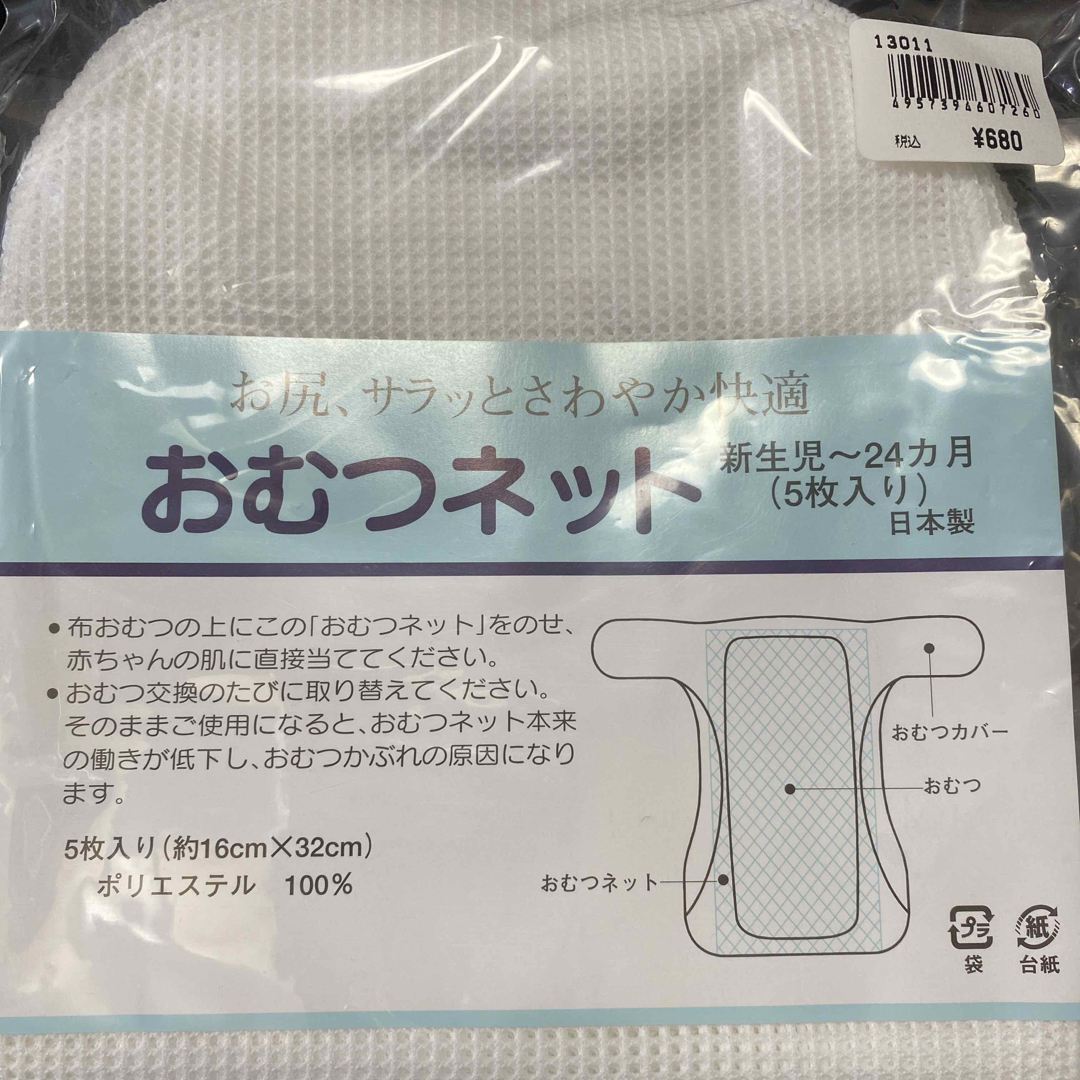 13011
4957394607260
税込 ¥680
お尻、サラッとさわやか快適
おむつネット
新生児〜24カ月
(5枚入り)
日本製
●布おむつの上にこの「おむつネット」をのせ、
赤ちゃんの肌に直接当ててください。
●おむつ交換のたびに取り替えてください。
そのままご使用になると、おむつネット本来
の働きが低下し、おむつかぶれの原因になり
ます。
5枚入り(約16cm×32cm)
ポリエステル 100%
おむつカバー
おむつ
おむつネット
プラ
袋
紙
台紙